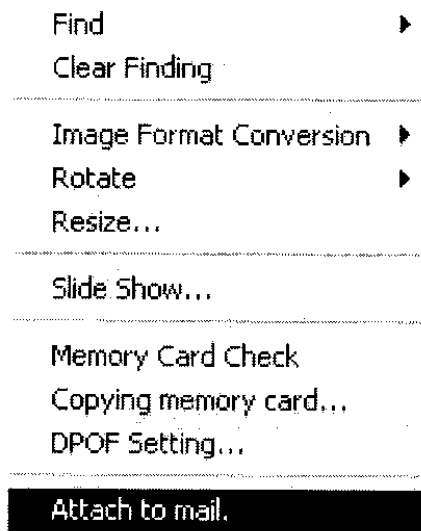 Find
Clear Finding
Image Format Conversion
Rotate
Resize...
Slide Show...
Memory Card Check
Copying memory card...
DPOF Setting...
Attach to mail.